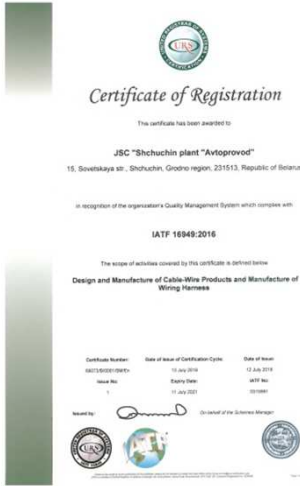 URS
Certificate of Registration
This certificate has been awarded to
JSC "Shchuchin plant "Avtoprovod"
15, Sovetskaya str., Shchuchin, Grodno region, 231513, Republic of Belarus
in recognition of the organization's Quality Management System which complies with
IATF 16949:2016
The scope of activities covered by this certificate is defined below
Design and Manufacture of Cable-Wire Products and Manufacture of
Wiring Harness
Certificate Number: Date of Issue of Certification Cycle: Date of Issue:
12 July 2018 12 July 2018
Issue No: Expiry Date: IATF No:
11 July 2021
Issued by: On behalf of the Schemes Manager
URS